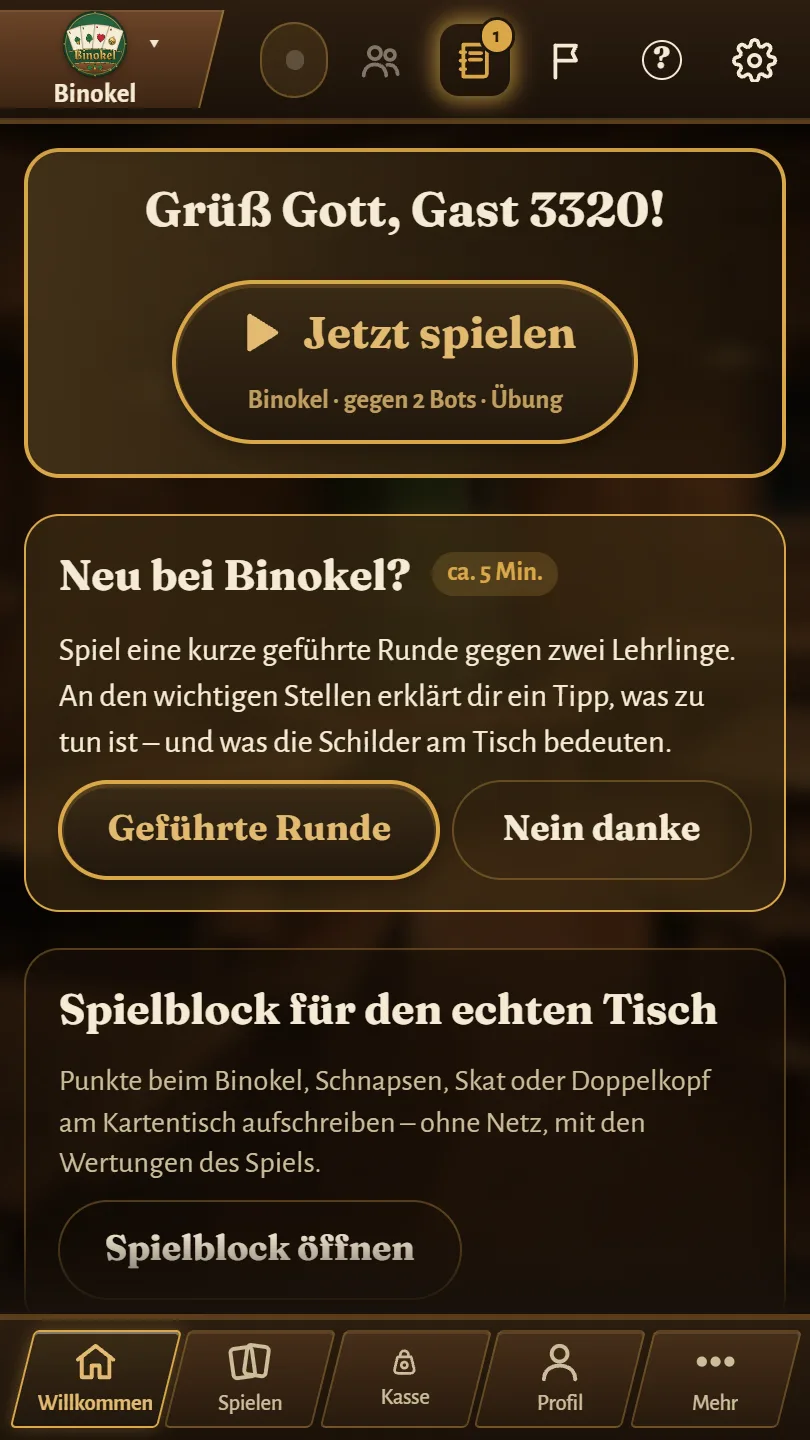 Binokel
Binokel
1
?
Grüß Gott, Gast 3320!
Jetzt spielen
Binokel · gegen 2 Bots · Übung
Neu bei Binokel?
ca. 5 Min.
Spiel eine kurze geführte Runde gegen zwei Lehrlinge.
An den wichtigen Stellen erklärt dir ein Tipp, was zu
tun ist – und was die Schilder am Tisch bedeuten.
Geführte Runde
Nein danke
Spielblock für den echten Tisch
Punkte beim Binokel, Schnapsen, Skat oder Doppelkopf
am Kartentisch aufschreiben – ohne Netz, mit den
Wertungen des Spiels.
Spielblock öffnen
Willkommen
Spielen
Kasse
Profil
Mehr